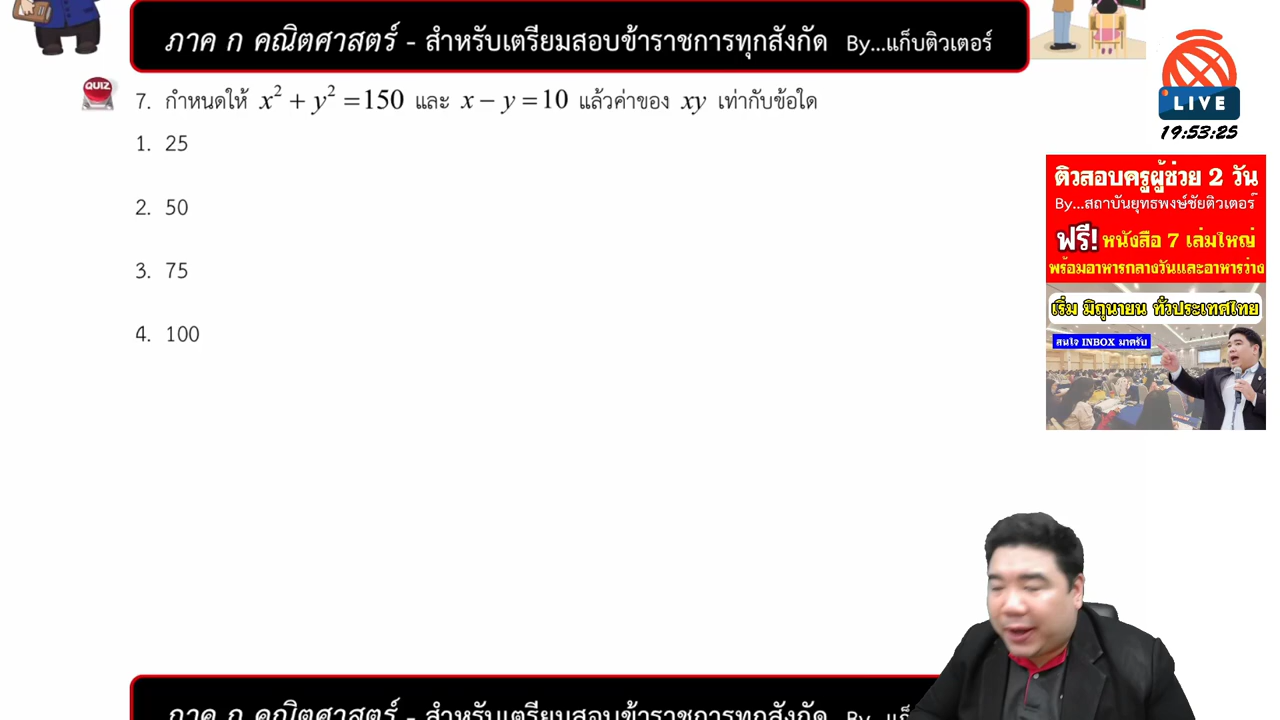 ภาค ก คณิตศาสตร์ - สำหรับเตรียมสอบข้าราชการทุกสังกัด By...แก็บติวเตอร์
QUIZ
7. กำหนดให้ x² + y² = 150 และ x − y = 10 แล้วค่าของ xy เท่ากับข้อใด
1. 25
2. 50
3. 75
4. 100
LIVE
19:53:25
ติวสอบครูผู้ช่วย 2 วัน
By...สถาบันยุทธพงษ์ชัยติวเตอร์
ฟรี! หนังสือ 7 เล่มใหญ่
พร้อมอาหารกลางวันและอาหารว่าง
เริ่ม มิถุนายน ทั่วประเทศไทย
สนใจ INBOX มาครับ
ภาค ก คณิตศาสตร์ - สำหรับเตรียมสอบข้าราชการทุกสังกัด By...แก็